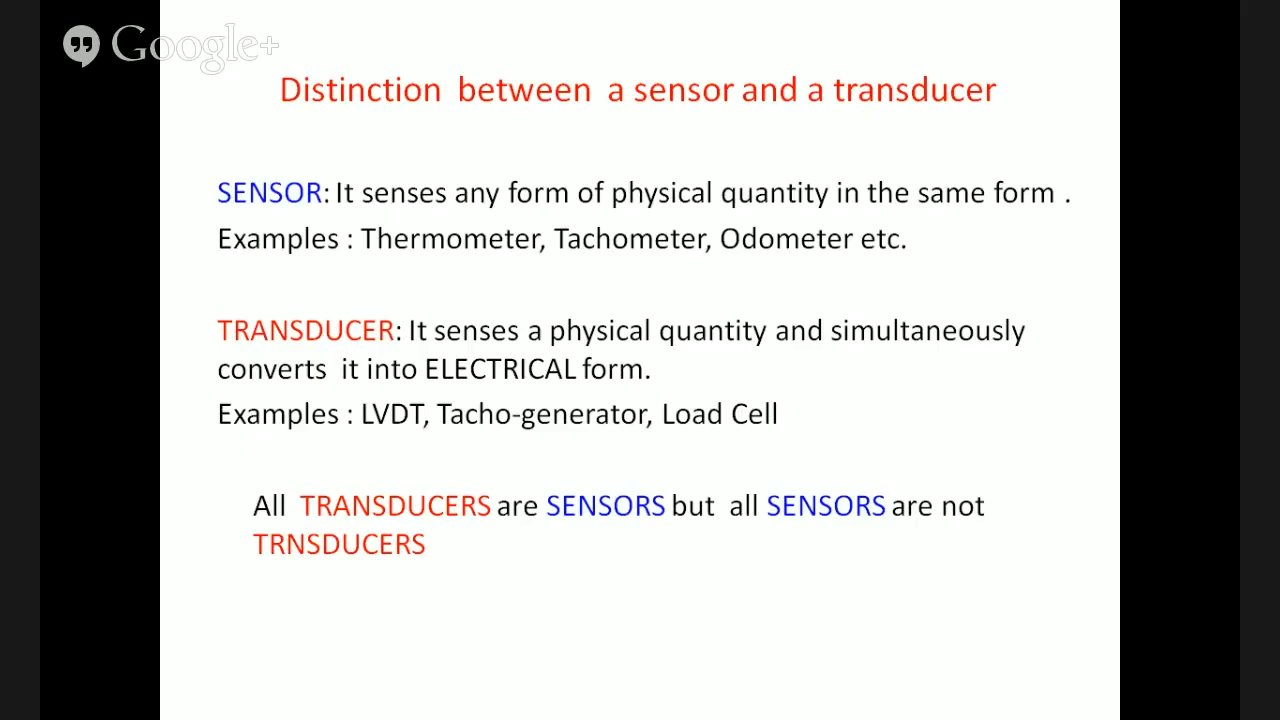 Google+
Distinction between a sensor and a transducer
SENSOR: It senses any form of physical quantity in the same form .
Examples : Thermometer, Tachometer, Odometer etc.
TRANSDUCER: It senses a physical quantity and simultaneously
converts it into ELECTRICAL form.
Examples : LVDT, Tacho-generator, Load Cell
All TRANSDUCERS are SENSORS but all SENSORS are not
TRNSDUCERS